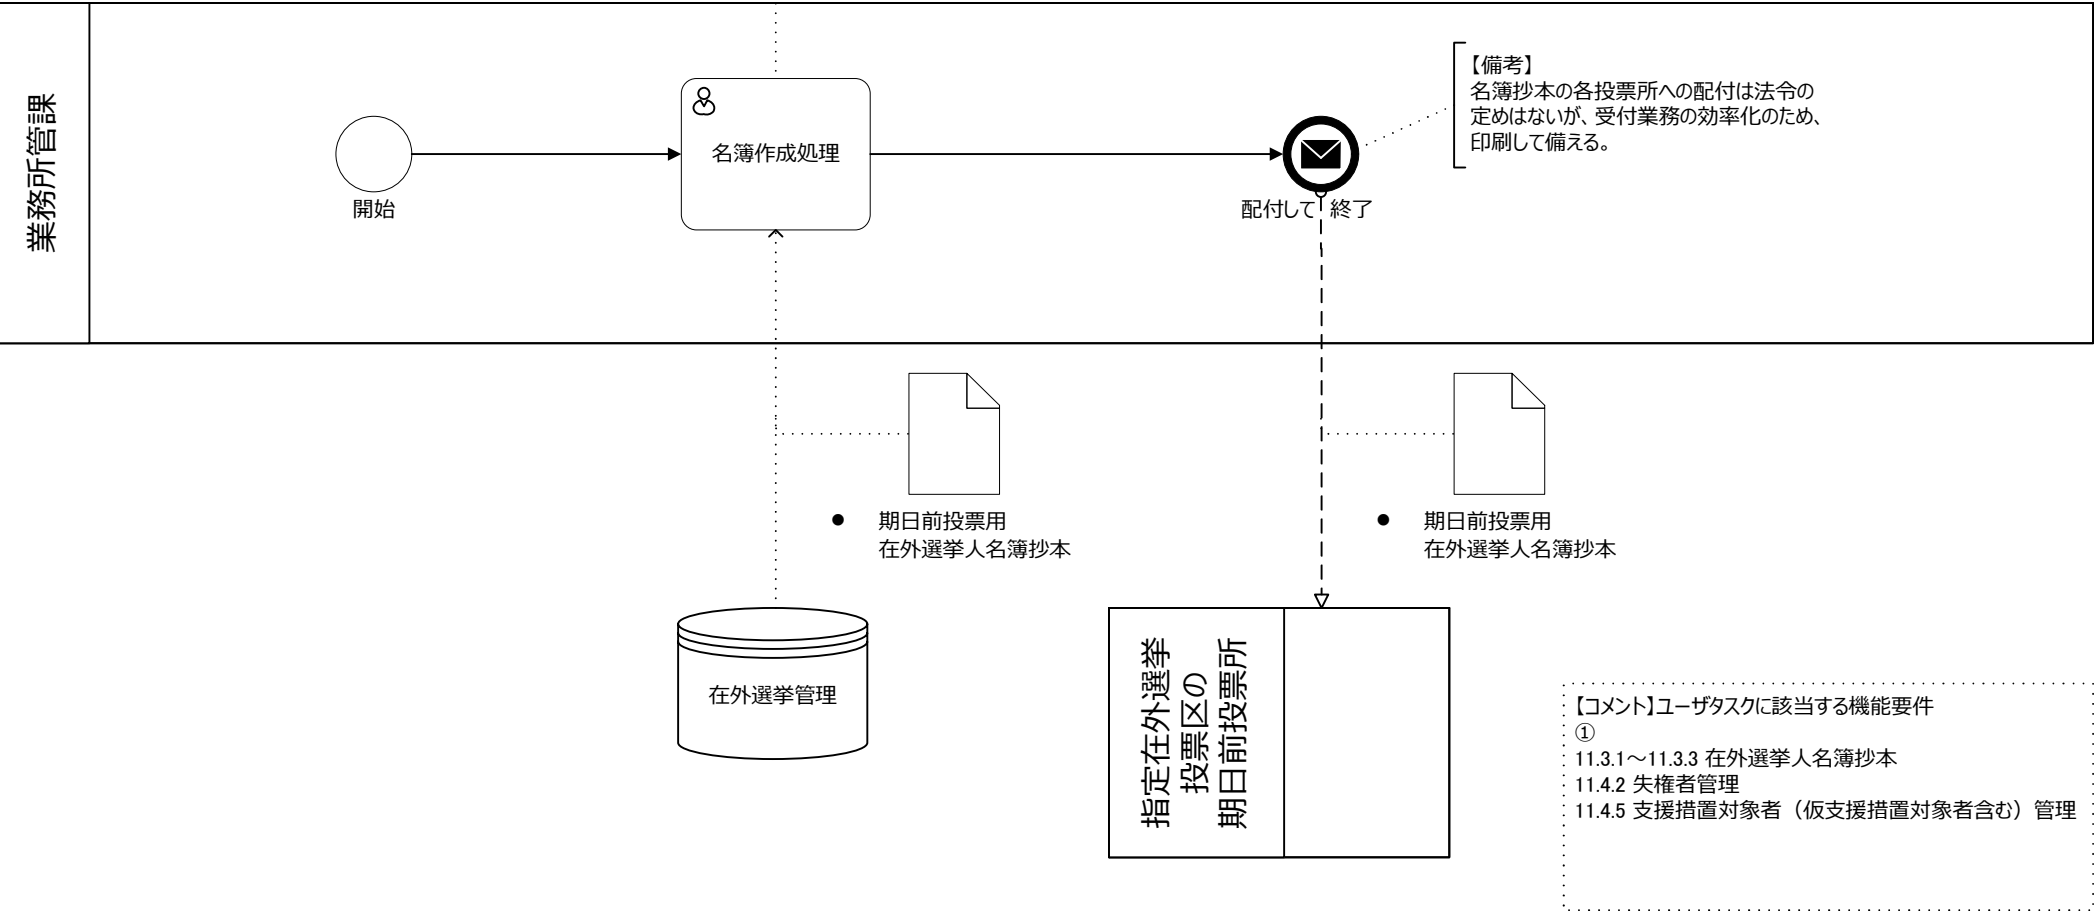 業務所管課
開始
名簿作成処理
配付して 終了
【備考】
名簿抄本の各投票所への配付は法令の
定めはないが、受付業務の効率化のため、
印刷して備える。
● 期日前投票用
在外選挙人名簿抄本
● 期日前投票用
在外選挙人名簿抄本
在外選挙管理
指定在外選挙
投票区の
期日前投票所
【コメント】ユーザタスクに該当する機能要件
①
11.3.1～11.3.3 在外選挙人名簿抄本
11.4.2 失権者管理
11.4.5 支援措置対象者（仮支援措置対象者含む）管理